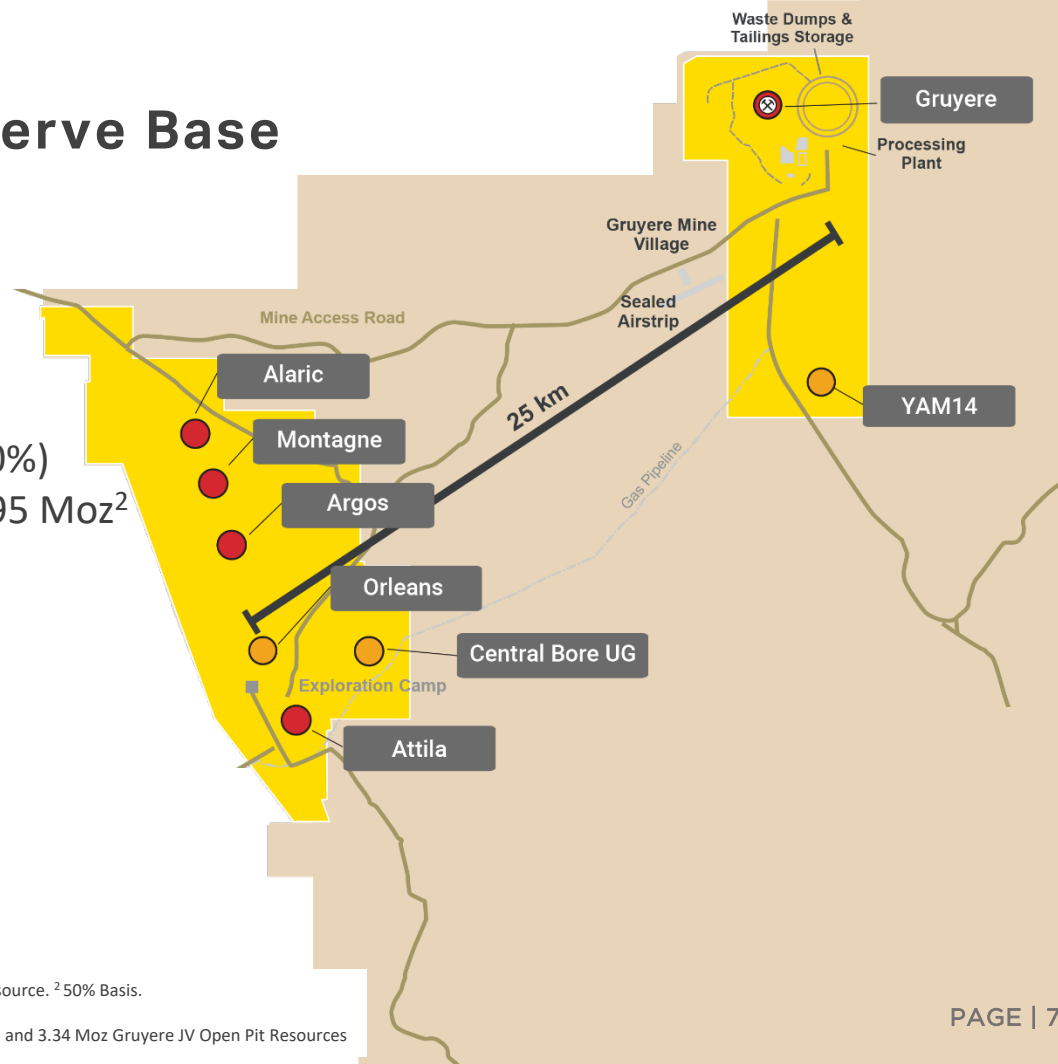 Waste Dumps &
Tailings Storage
Gruyere
erve Base
Processing
Plant
Gruyere Mine
Village
Sealed
Airstrip
Mine Access Road
Alaric
25 km
YAM14
Montagne
0%)
Gas Pipeline
Argos
95 Moz²
Orleans
Central Bore UG
Exploration Camp
Attila
source. ² 50% Basis.
and 3.34 Moz Gruyere JV Open Pit Resources
PAGE | 7